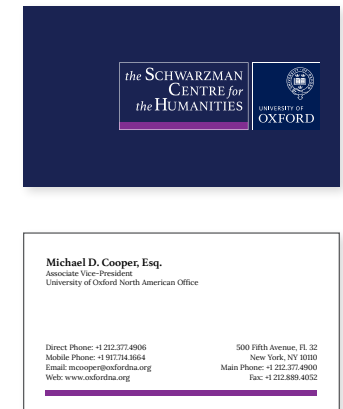 the SCHWARZMAN
CENTRE for
the HUMANITIES
UNIVERSITY OF
OXFORD
Michael D. Cooper, Esq.
Associate Vice-President
University of Oxford North American Office
Direct Phone: +1 212.377.4906
Mobile Phone: +1 917.714.1664
Email: mcooper@oxfordna.org
Web: www.oxfordna.org
500 Fifth Avenue, Fl. 32
New York, NY 10110
Main Phone: +1 212.377.4900
Fax: +1 212.889.4052